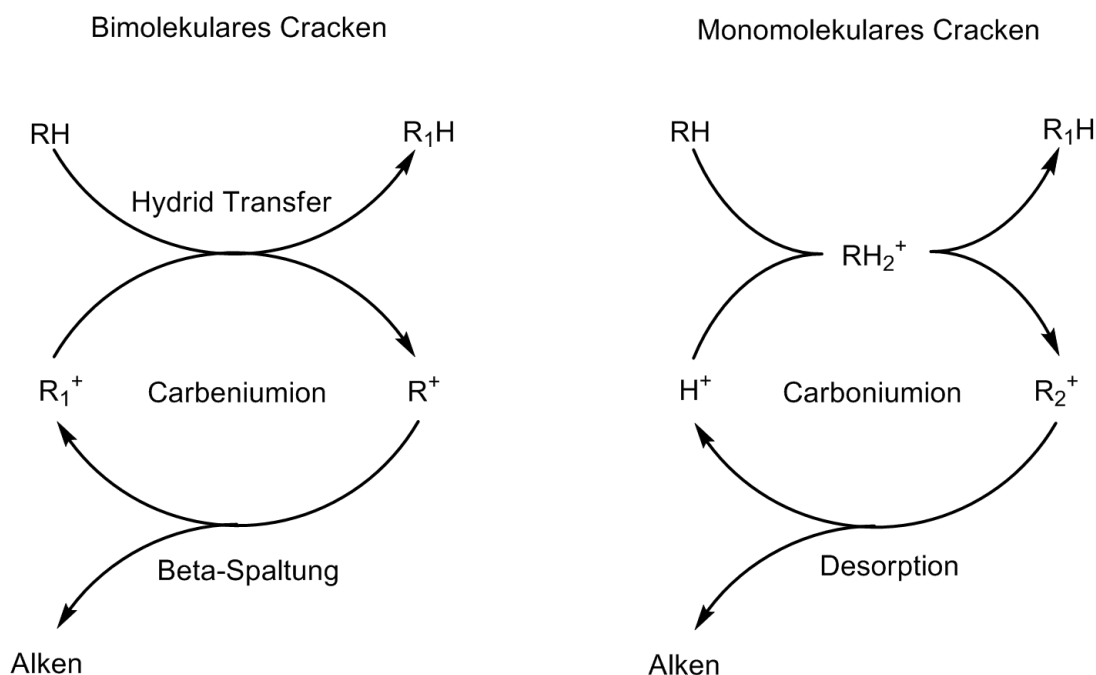 Bimolekulares Cracken
RH
R₁H
Hydrid Transfer
R₁⁺
Carbeniumion
R⁺
Beta-Spaltung
Alken
Monomolekulares Cracken
RH
R₁H
RH₂⁺
H⁺
Carboniumion
R₂⁺
Desorption
Alken